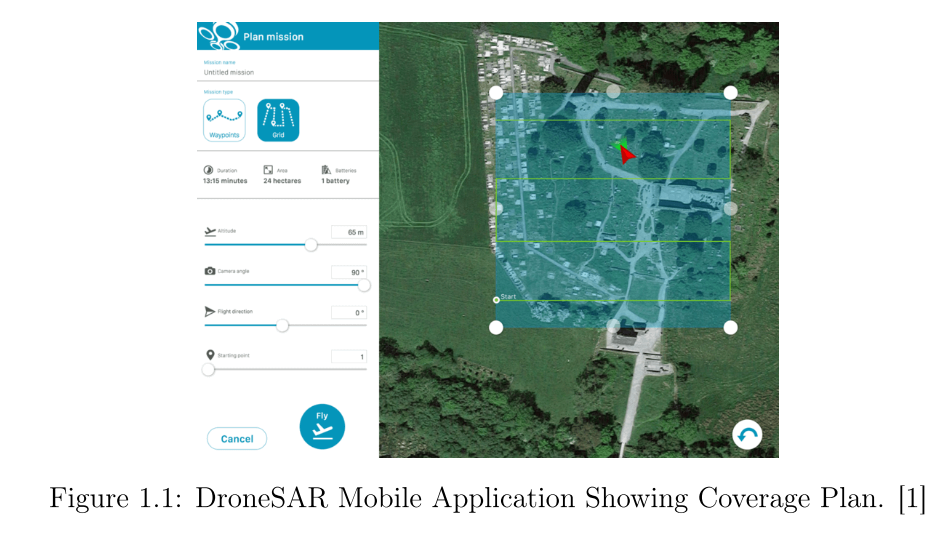 Plan mission
Mission name
Untitled mission
Mission type
Waypoints
Grid
Duration
13:15 minutes
Area
24 hectares
Batteries
1 battery
Altitude
65 m
Camera angle
90 °
Flight direction
0 °
Starting point
1
Cancel
Fly
Start
Figure 1.1: DroneSAR Mobile Application Showing Coverage Plan. [1]